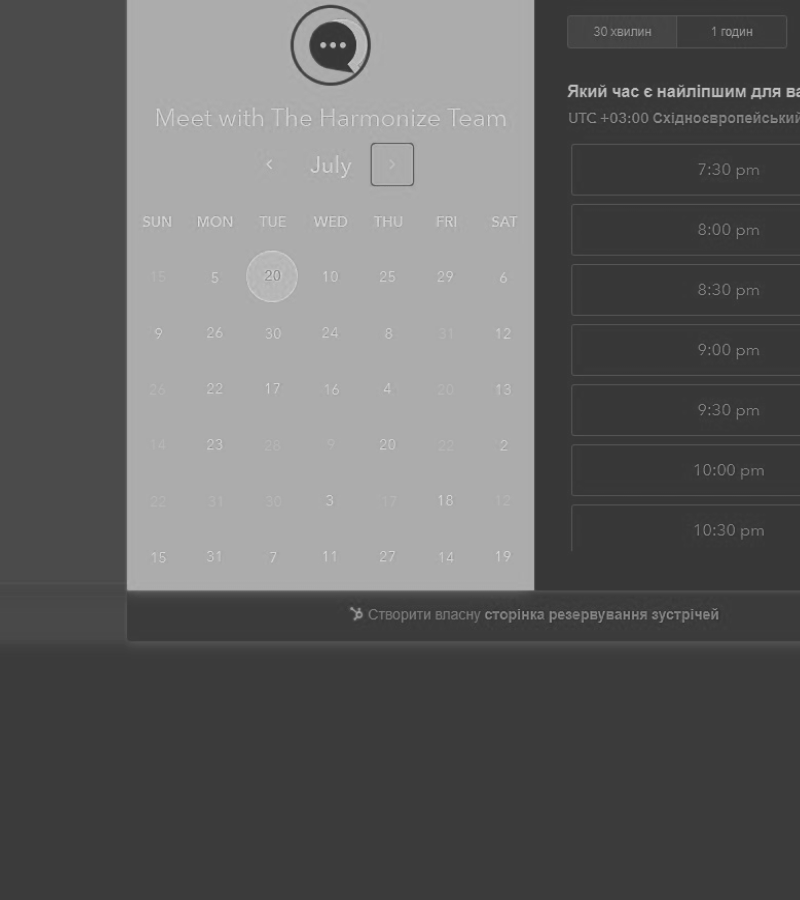 Meet with The Harmonize Team
July
SUN MON TUE WED THU FRI SAT
15 5 20 10 25 29 6
9 26 30 24 8 31 12
26 22 17 16 4 20 13
14 23 28 9 20 22 2
22 31 30 3 17 18 12
15 31 7 11 27 14 19
30 хвилин 1 годин
Який час є найліпшим для ва
UTC +03:00 Східноєвропейський
7:30 pm
8:00 pm
8:30 pm
9:00 pm
9:30 pm
10:00 pm
10:30 pm
Створити власну сторінка резервування зустрічей